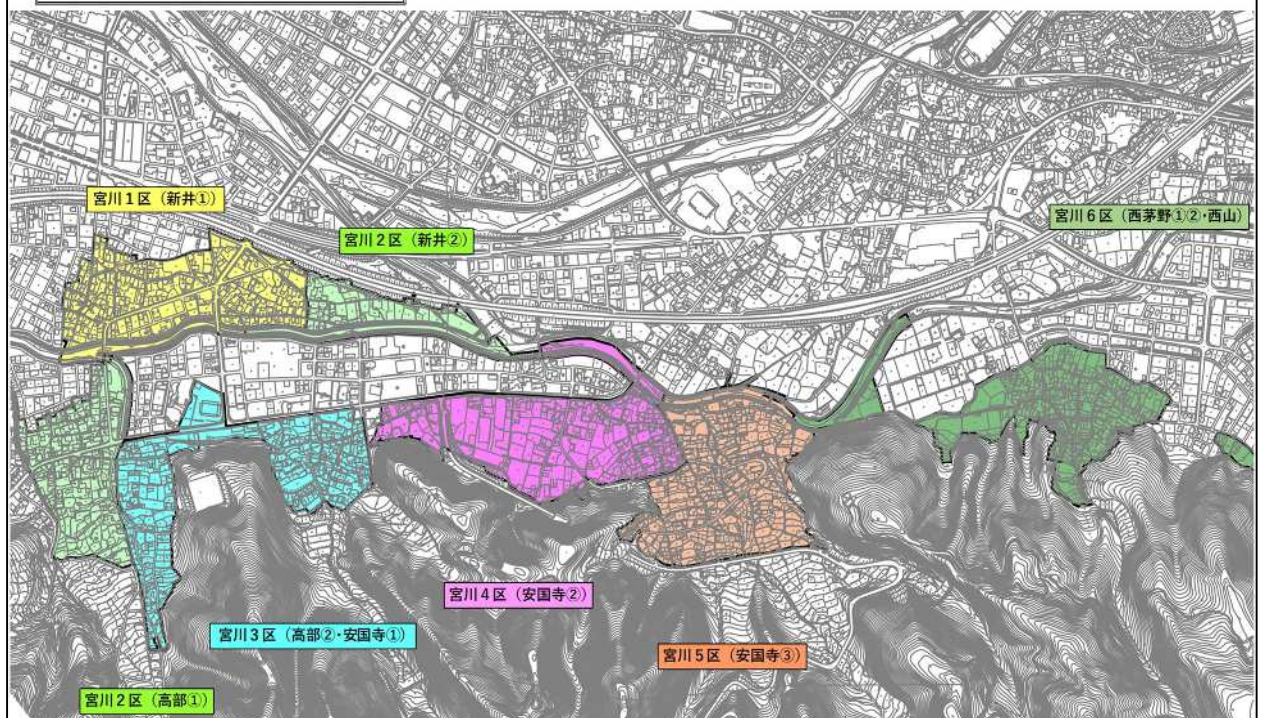 宮川1区（新井①）
宮川2区（新井②）
宮川6区（西茅野①②・西山）
宮川4区（安国寺②）
宮川3区（高部②・安国寺①）
宮川5区（安国寺③）
宮川2区（高部①）